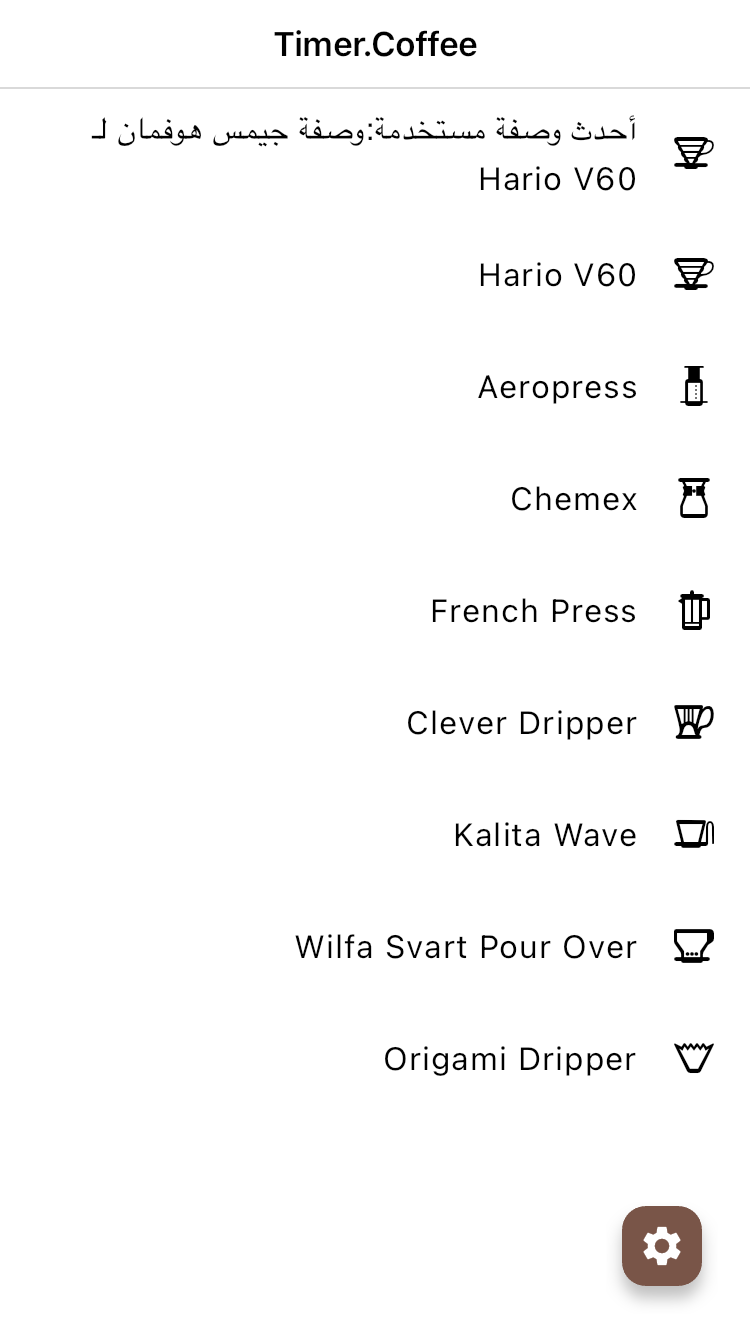 Timer.Coffee
أحدث وصفة مستخدمة:وصفة جيمس هوفمان لـ
Hario V60
Hario V60
Aeropress
Chemex
French Press
Clever Dripper
Kalita Wave
Wilfa Svart Pour Over
Origami Dripper